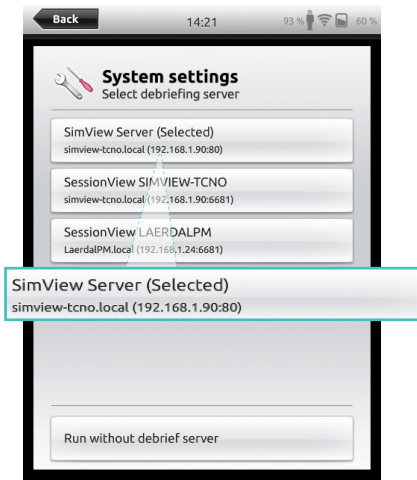 Back
14:21
93 %
60 %
System settings
Select debriefing server
SimView Server (Selected)
simview-tcno.local (192.168.1.90:80)
SessionView SIMVIEW-TCNO
simview-tcno.local (192.168.1.90:6681)
SessionView LAERDALPM
LaerdalPM.local (192.168.1.24:6681)
SimView Server (Selected)
simview-tcno.local (192.168.1.90:80)
Run without debrief server